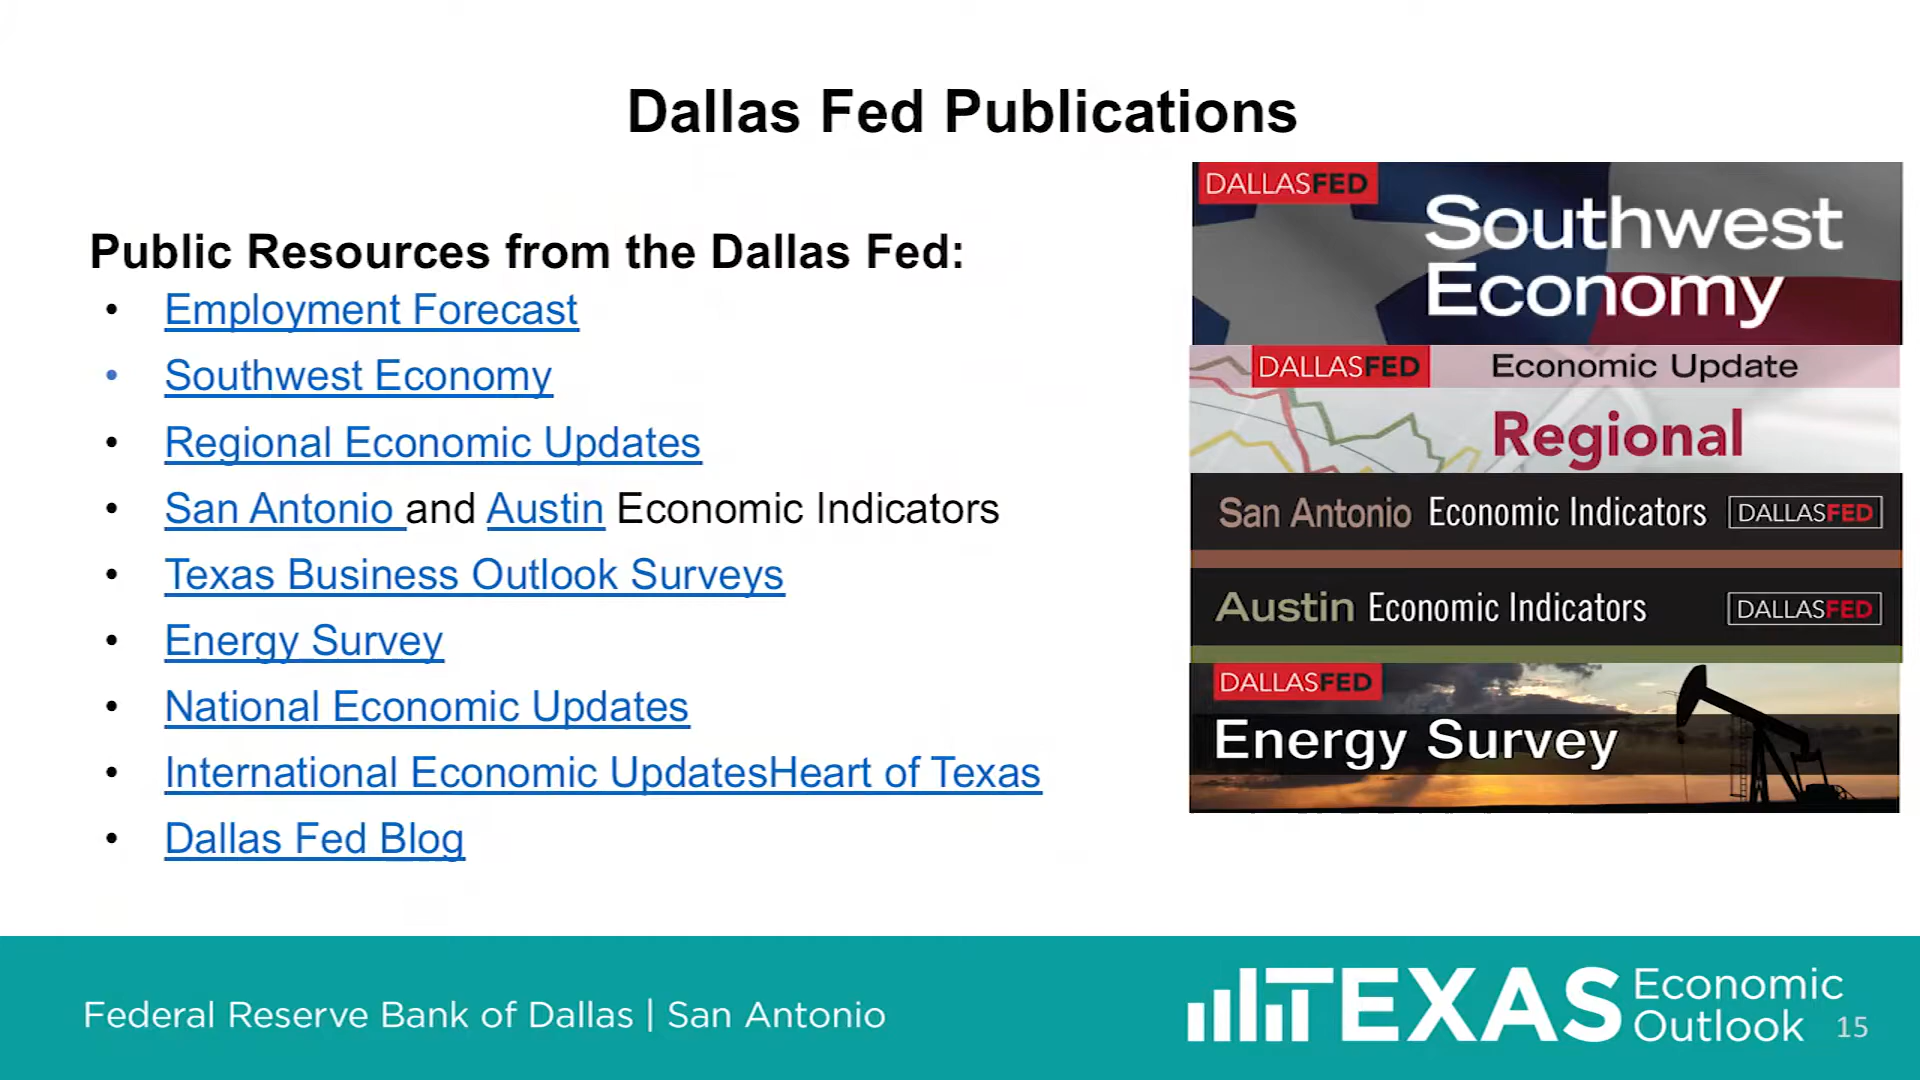 Dallas Fed Publications
Public Resources from the Dallas Fed:
• Employment Forecast
• Southwest Economy
• Regional Economic Updates
• San Antonio and Austin Economic Indicators
• Texas Business Outlook Surveys
• Energy Survey
• National Economic Updates
• International Economic UpdatesHeart of Texas
• Dallas Fed Blog
DALLASFED
Southwest
Economy
DALLASFED Economic Update
Regional
San Antonio Economic Indicators DALLASFED
Austin Economic Indicators DALLASFED
DALLASFED
Energy Survey
Federal Reserve Bank of Dallas | San Antonio
TEXAS Economic
Outlook 15